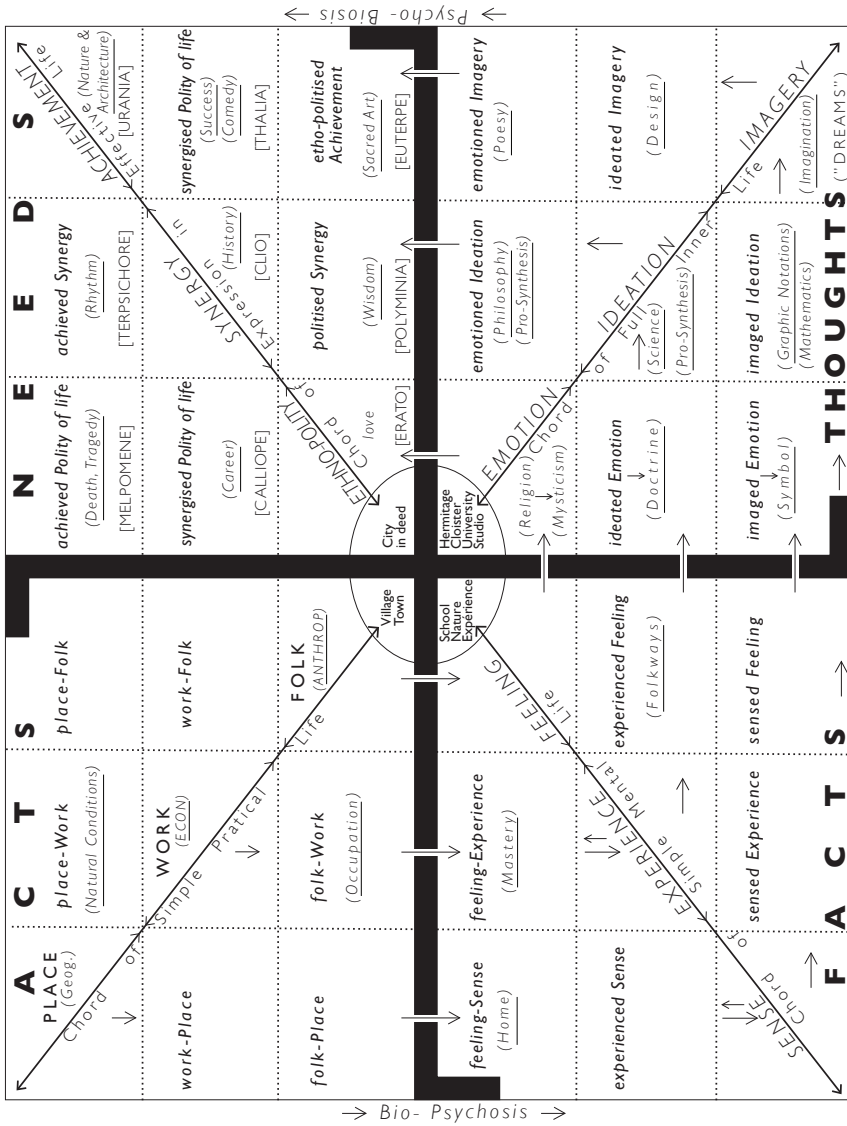 A C T S
PLACE
(Geog.)
place-Work
(Natural Conditions)
place-Folk
work-Place
WORK
(ECON)
work-Folk
folk-Place
folk-Work
(Occupation)
FOLK
(ANTHROP)
Chord of Simple Pratical Life
Village
Town
N E D E S
achieved Polity of life
(Death, Tragedy)
[MELPOMENE]
achieved Synergy
(Rhythm)
[TERPSICHORE]
ACHIEVEMENT
(Nature &
Architecture)
[URANIA]
synergised Polity of life
(Career)
[CALLIOPE]
SYNERGY
(History)
[CLIO]
synergised Polity of life
(Success)
(Comedy)
[THALIA]
ETHNO-POLITY
love
[ERATO]
politised Synergy
(Wisdom)
[POLYMINIA]
etho-politised
Achievement
(Sacred Art)
[EUTERPE]
Chord of Expression in Effective Life
City
in deed
Bio- Psychosis
Psycho- Biosis
School
Nature
Experience
feeling-Sense
(Home)
feeling-Experience
(Mastery)
FEELING
experienced Sense
EXPERIENCE
experienced Feeling
(Folkways)
SENSE
sensed Experience
sensed Feeling
Chord of Simple Mental Life
F A C T S
Hermitage
Cloister
University
Studio
EMOTION
(Religion)
(Mysticism)
emotioned Ideation
(Philosophy)
(Pro-Synthesis)
emotioned Imagery
(Poesy)
ideated Emotion
(Doctrine)
IDEATION
(Science)
(Pro-Synthesis)
ideated Imagery
(Design)
imaged Emotion
(Symbol)
imaged Ideation
(Graphic Notations)
(Mathematics)
IMAGERY
(Imagination)
Chord of Full Inner Life
THOUGHTS ("DREAMS")